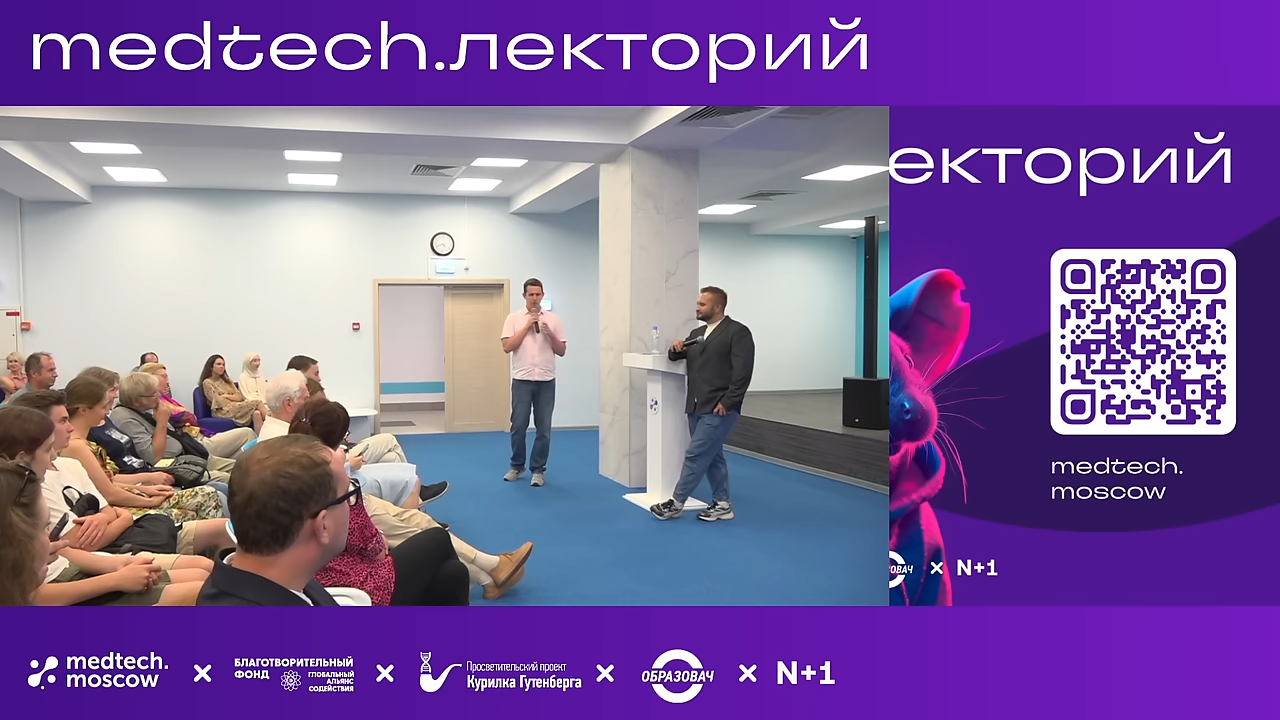 medtech.лекторий
екторий
medtech.
moscow
ОВАЧ × N+1
medtech.
moscow
×
БЛАГОТВОРИТЕЛЬНЫЙ
ФОНД
ГЛОБАЛЬНЫЙ
АЛЬЯНС
СОДЕЙСТВИЯ
×
Просветительский проект
Курилка Гутенберга
×
ОБРАЗОВАЧ
×
N+1